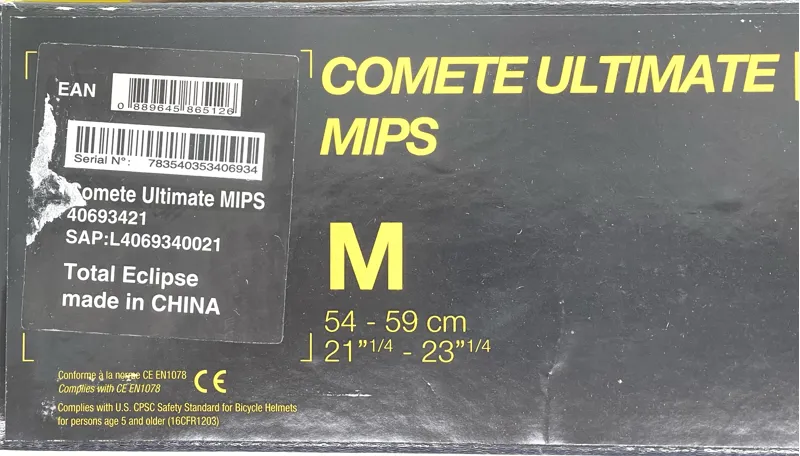 EAN
0 889645 865126
Serial N°: 783540353406934
Comete Ultimate MIPS
40693421
SAP:L4069340021
Total Eclipse
made in CHINA
COMETE ULTIMATE
MIPS
M
54 - 59 cm
21”1/4 - 23”1/4
Conforme à la norme CE EN1078
Complies with CE EN1078
CE
Complies with U.S. CPSC Safety Standard for Bicycle Helmets
for persons age 5 and older (16CFR1203)